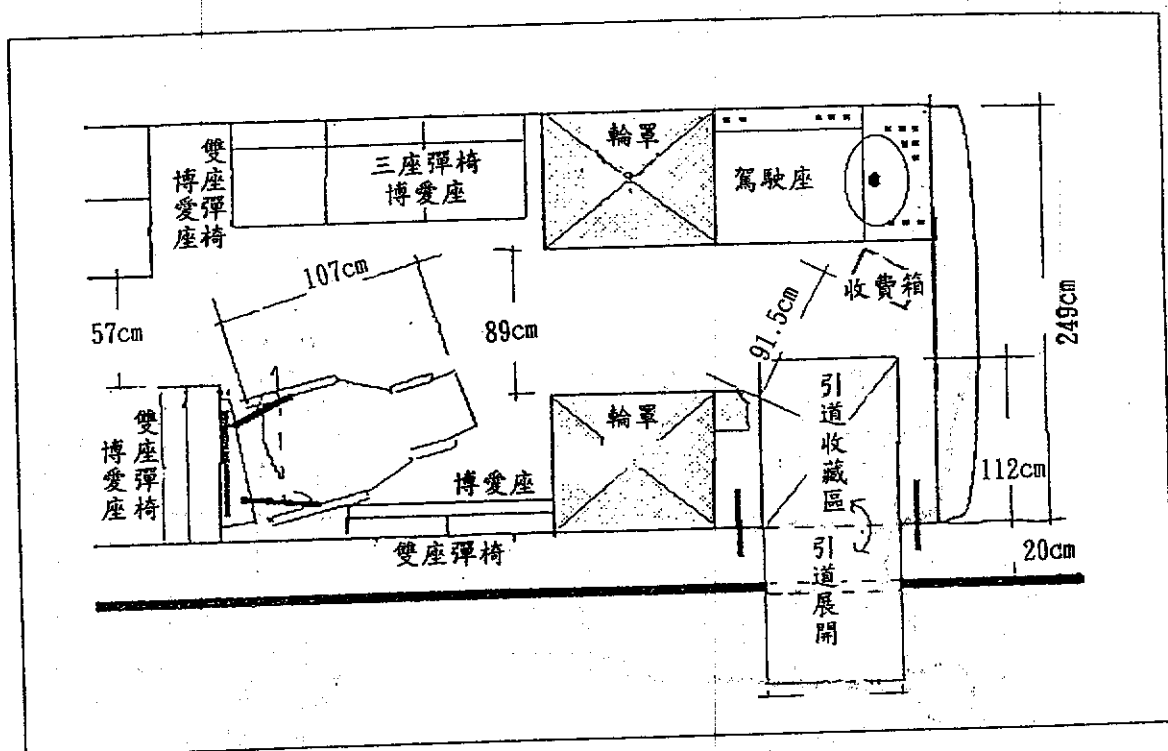 輪罩
雙座彈椅
博愛座
三座彈椅
博愛座
駕駛座
107cm
收費箱
57cm
89cm
91.5cm
249cm
引道收藏區
輪罩
雙座彈椅
博愛座
博愛座
112cm
雙座彈椅
引道展開
20cm